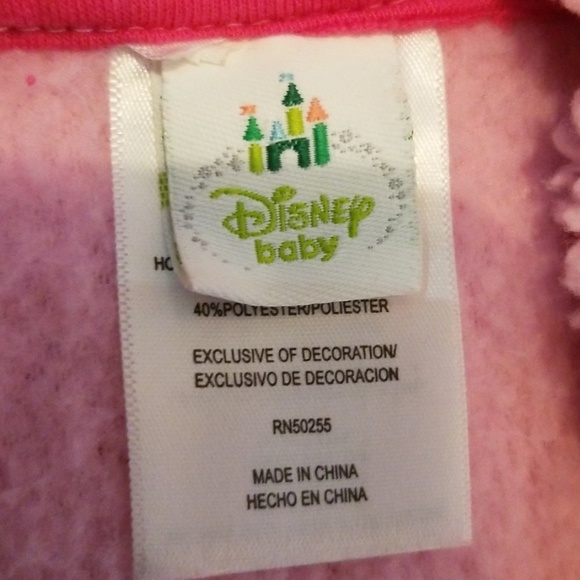 Disney
baby
40%POLYESTER/POLIESTER
EXCLUSIVE OF DECORATION/
EXCLUSIVO DE DECORACION
RN50255
MADE IN CHINA
HECHO EN CHINA